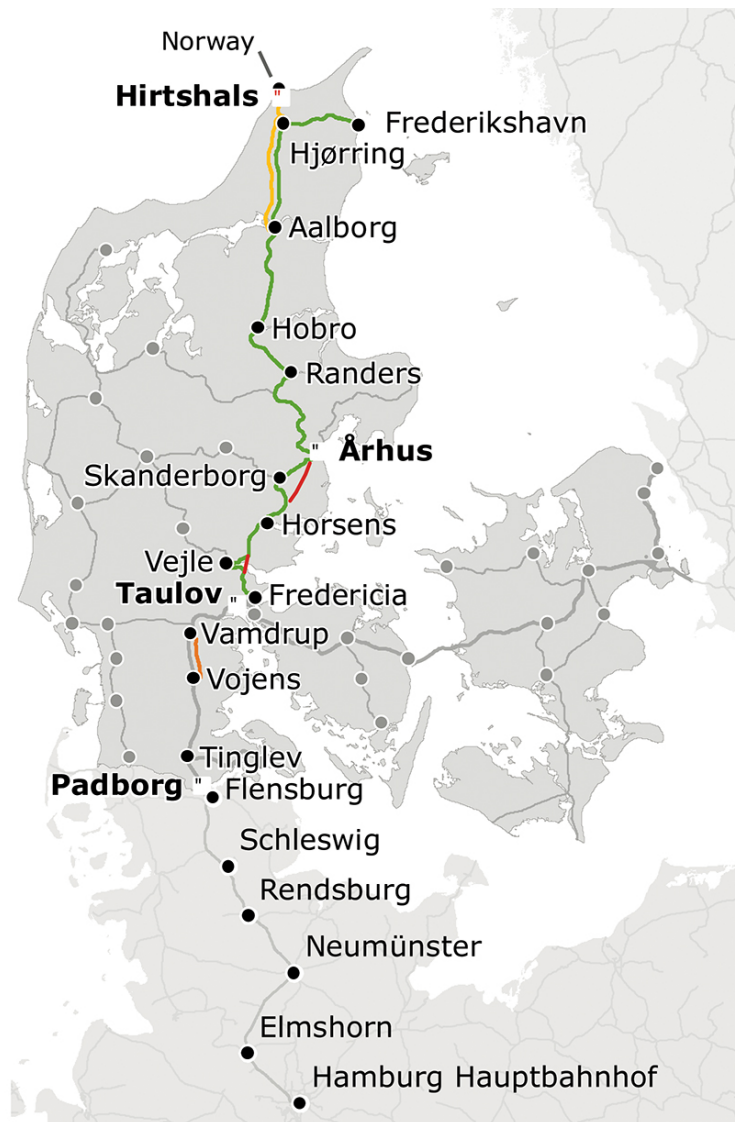 Norway
Hirtshals "
Frederikshavn
Hjørring
Aalborg
Hobro
Randers
" Århus
Skanderborg
Horsens
Vejle
Taulov "
Fredericia
Vamdrup
Vojens
Tinglev
Padborg "
Flensburg
Schleswig
Rendsburg
Neumünster
Elmshorn
Hamburg Hauptbahnhof